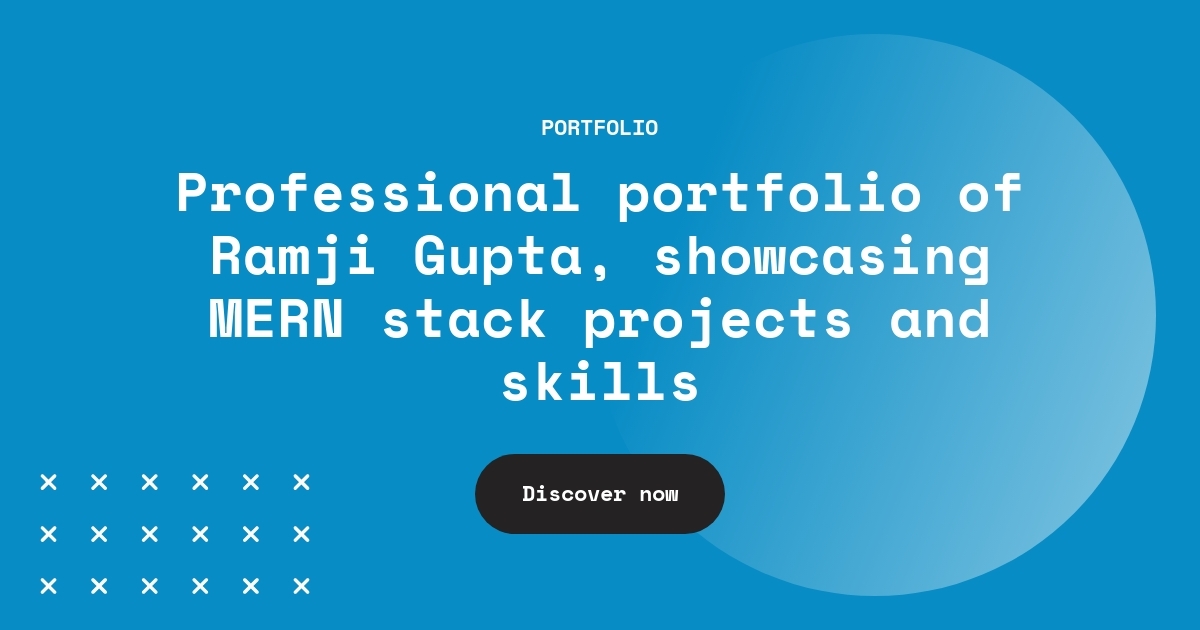 PORTFOLIO
Professional portfolio of
Ramji Gupta, showcasing
MERN stack projects and
skills
Discover now